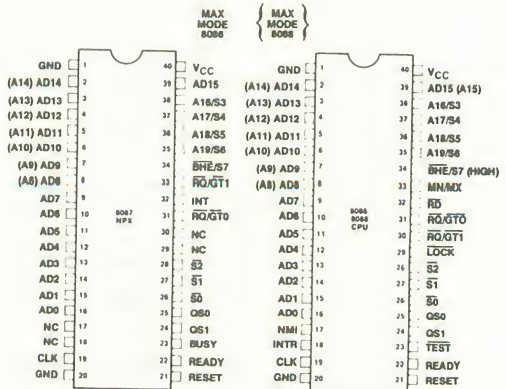 MAX
MODE
8086
{ MAX
MODE
8088 }
GND 1 40 VCC
(A14) AD14 2 39 AD15
(A13) AD13 3 38 A16/S3
(A12) AD12 4 37 A17/S4
(A11) AD11 5 36 A18/S5
(A10) AD10 6 35 A19/S6
(A9) AD9 7 34 BHE/S7
(A8) AD8 8 33 RQ/GT1
AD7 9 32 INT
AD6 10 31 RQ/GT0
AD5 11 30 NC
AD4 12 29 NC
AD3 13 28 S2
AD2 14 27 S1
AD1 15 26 S0
AD0 16 25 QS0
NC 17 24 QS1
NC 18 23 BUSY
CLK 19 22 READY
GND 20 21 RESET
8087
NPX
GND 1 40 VCC
(A14) AD14 2 39 AD15 (A15)
(A13) AD13 3 38 A16/S3
(A12) AD12 4 37 A17/S4
(A11) AD11 5 36 A18/S5
(A10) AD10 6 35 A19/S6
(A9) AD9 7 34 BHE/S7 (HIGH)
(A8) AD8 8 33 MN/MX
AD7 9 32 RD
AD6 10 31 RQ/GT0
AD5 11 30 RQ/GT1
AD4 12 29 LOCK
AD3 13 28 S2
AD2 14 27 S1
AD1 15 26 S0
AD0 16 25 QS0
NMI 17 24 QS1
INTR 18 23 TEST
CLK 19 22 READY
GND 20 21 RESET
8086
8088
CPU